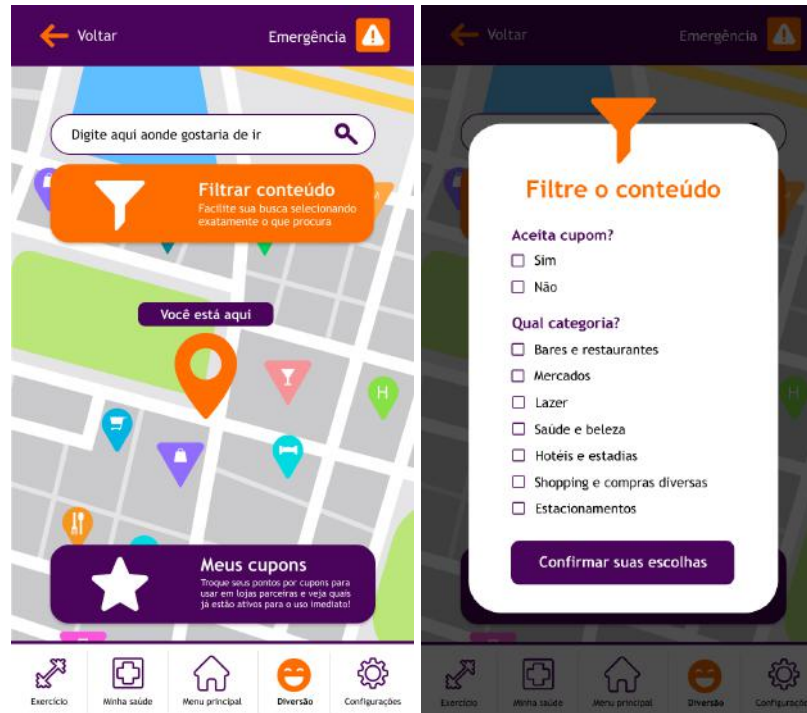 Voltar
Emergência
Digite aqui aonde gostaria de ir
Filtrar conteúdo
Facilite sua busca selecionando
exatamente o que procura
Você está aqui
H
Meus cupons
Troque seus pontos por cupons para
usar em lojas parceiras e veja quais
já estão ativos para o uso imediato!
Exercício
Minha saúde
Menu principal
Diversão
Configurações
Voltar
Emergência
Filtre o conteúdo
Aceita cupom?
Sim
Não
Qual categoria?
Bares e restaurantes
Mercados
Lazer
Saúde e beleza
Hotéis e estadias
Shopping e compras diversas
Estacionamentos
Confirmar suas escolhas
H
Exercício
Minha saúde
Menu principal
Diversão
Configuraçõe